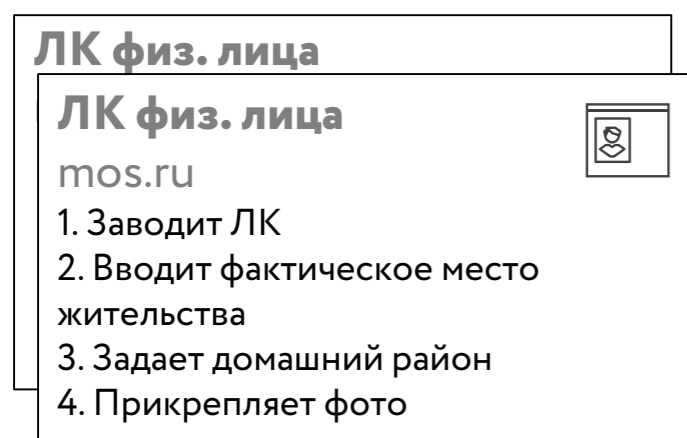 ЛК физ. лица
ЛК физ. лица
mos.ru
1. Заводит ЛК
2. Вводит фактическое место
жительства
3. Задает домашний район
4. Прикрепляет фото